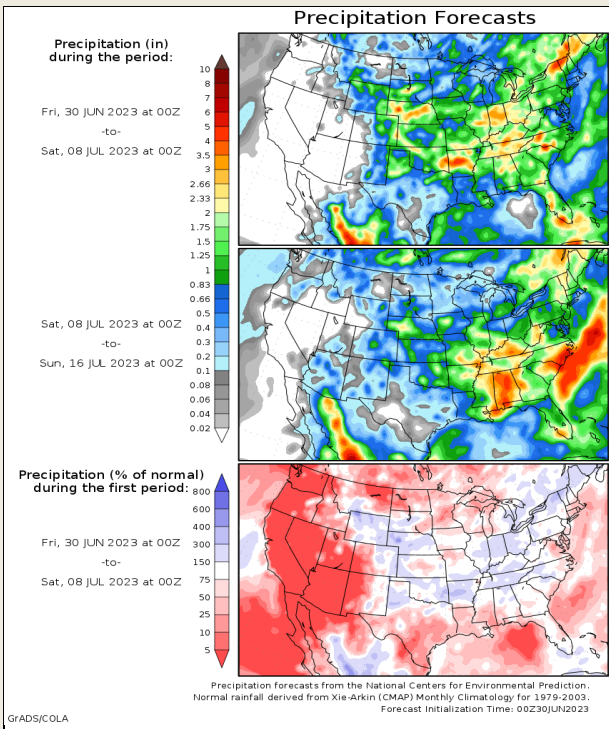 Precipitation Forecasts
Precipitation (in)
during the period:
Fri, 30 JUN 2023 at 00Z
-to-
Sat, 08 JUL 2023 at 00Z
10
8
7
6
5
4
3.5
3
2.66
2.33
2
1.75
1.5
1.25
1
0.83
0.66
0.5
0.4
0.3
0.2
0.1
0.08
0.06
0.04
0.02
Sat, 08 JUL 2023 at 00Z
-to-
Sun, 16 JUL 2023 at 00Z
Precipitation (% of normal)
during the first period:
Fri, 30 JUN 2023 at 00Z
-to-
Sat, 08 JUL 2023 at 00Z
800
600
400
300
150
75
50
25
10
5
Precipitation forecasts from the National Centers for Environmental Prediction.
Normal rainfall derived from Xie-Arkin (CMAP) Monthly Climatology for 1979-2003.
Forecast Initialization Time: 00Z30JUN2023
GrADS/COLA